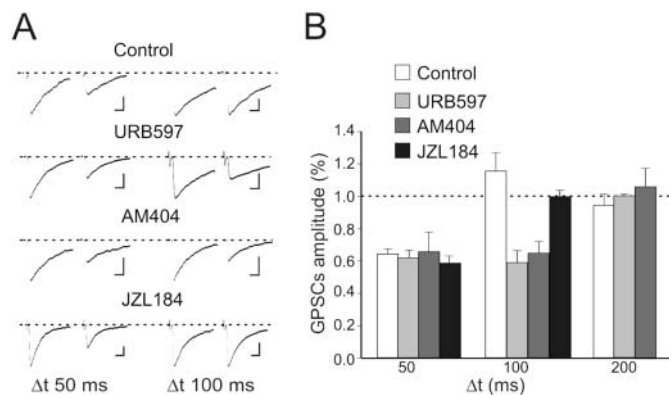 A
Control
URB597
AM404
JZL184
Δt 50 ms
Δt 100 ms
B
Control
URB597
AM404
JZL184
GPSCs amplitude (%)
1.4
1.2
1.0
0.8
0.6
0.4
0.2
0.0
50
100
200
Δt (ms)